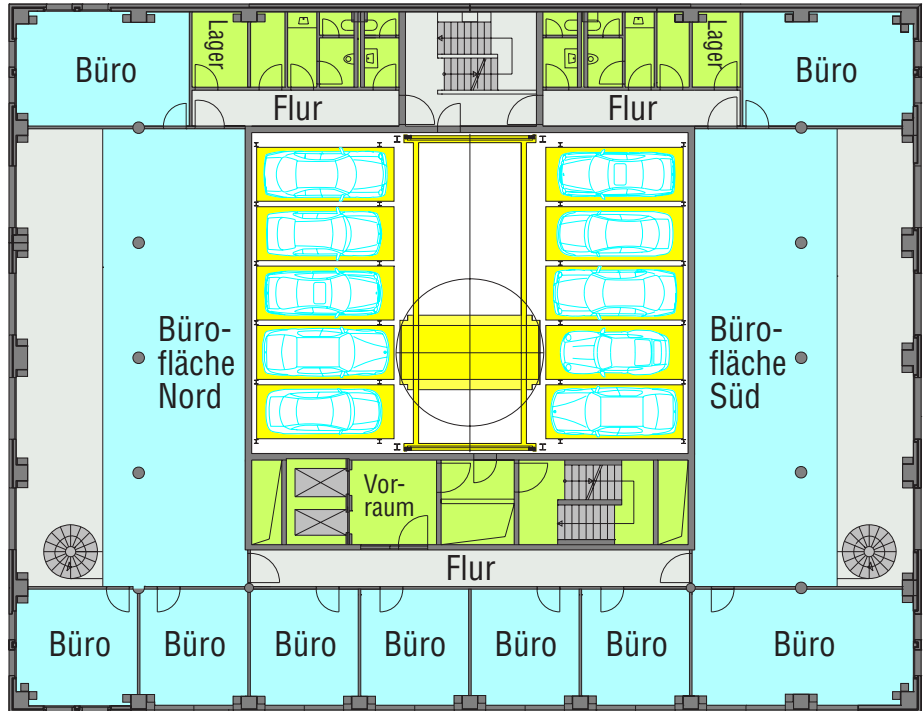 Büro
Lager
Flur
Flur
Lager
Büro
Büro-
fläche
Nord
Büro-
fläche
Süd
Vor-
raum
Flur
Büro
Büro
Büro
Büro
Büro
Büro
Büro